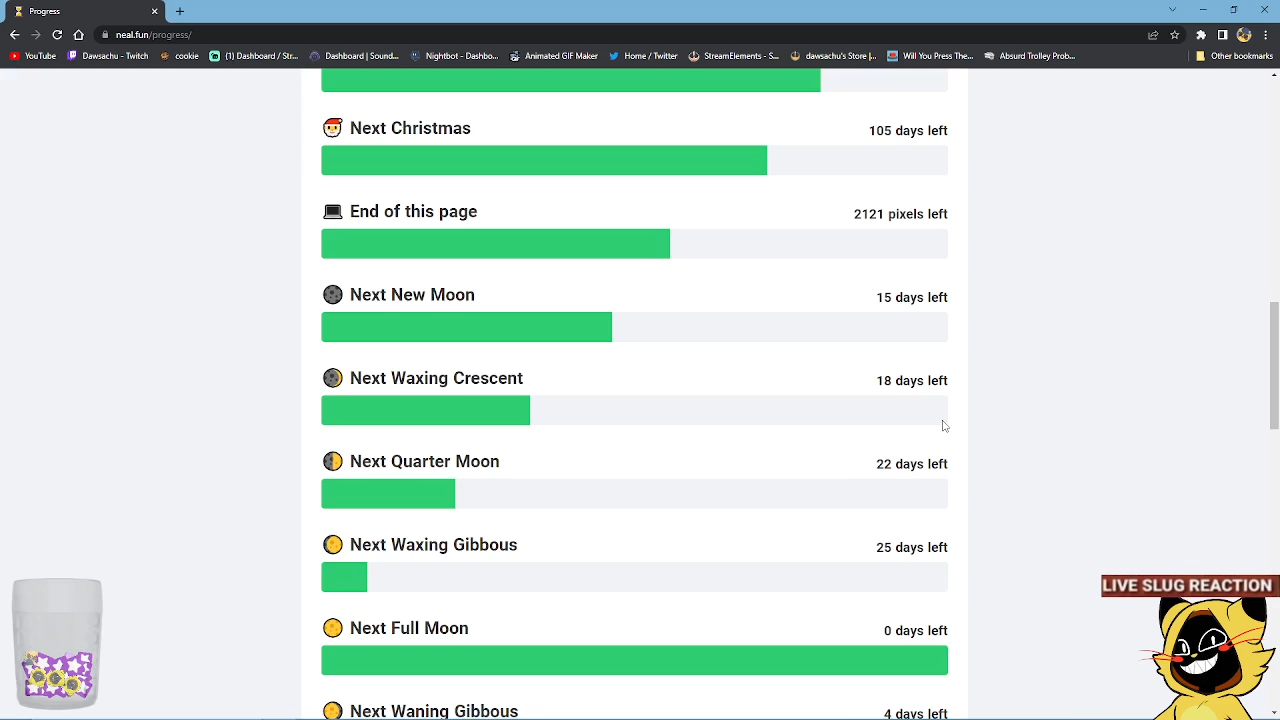 Progress
neal.fun/progress/
YouTube
Dawsachu - Twitch
cookie
(1) Dashboard / Str...
Dashboard | Sound...
Nightbot - Dashbo...
Animated GIF Maker
Home / Twitter
StreamElements - S...
dawsachu's Store |...
Will You Press The...
Absurd Trolley Prob...
Other bookmarks
Next Christmas
105 days left
End of this page
2121 pixels left
Next New Moon
15 days left
Next Waxing Crescent
18 days left
Next Quarter Moon
22 days left
Next Waxing Gibbous
25 days left
LIVE SLUG REACTION
Next Full Moon
0 days left
Next Waning Gibbous
4 days left